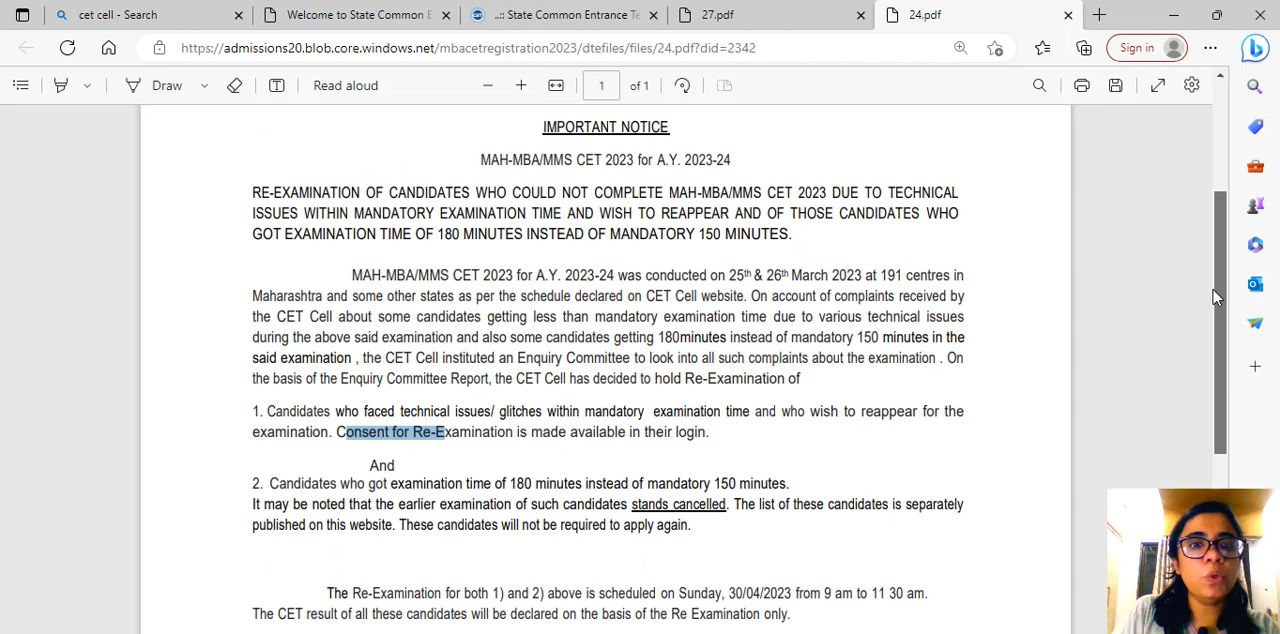 cet cell - Search
Welcome to State Common E
..:: State Common Entrance Te
27.pdf
24.pdf
https://admissions20.blob.core.windows.net/mbacetregistration2023/dtefiles/files/24.pdf?did=2342
Sign in
Draw
Read aloud
1 of 1
IMPORTANT NOTICE
MAH-MBA/MMS CET 2023 for A.Y. 2023-24
RE-EXAMINATION OF CANDIDATES WHO COULD NOT COMPLETE MAH-MBA/MMS CET 2023 DUE TO TECHNICAL
ISSUES WITHIN MANDATORY EXAMINATION TIME AND WISH TO REAPPEAR AND OF THOSE CANDIDATES WHO
GOT EXAMINATION TIME OF 180 MINUTES INSTEAD OF MANDATORY 150 MINUTES.
MAH-MBA/MMS CET 2023 for A.Y. 2023-24 was conducted on 25th & 26th March 2023 at 191 centres in
Maharashtra and some other states as per the schedule declared on CET Cell website. On account of complaints received by
the CET Cell about some candidates getting less than mandatory examination time due to various technical issues
during the above said examination and also some candidates getting 180minutes instead of mandatory 150 minutes in the
said examination , the CET Cell instituted an Enquiry Committee to look into all such complaints about the examination . On
the basis of the Enquiry Committee Report, the CET Cell has decided to hold Re-Examination of
1. Candidates who faced technical issues/ glitches within mandatory examination time and who wish to reappear for the
examination. Consent for Re-Examination is made available in their login.
And
2. Candidates who got examination time of 180 minutes instead of mandatory 150 minutes.
It may be noted that the earlier examination of such candidates stands cancelled. The list of these candidates is separately
published on this website. These candidates will not be required to apply again.
The Re-Examination for both 1) and 2) above is scheduled on Sunday, 30/04/2023 from 9 am to 11 30 am.
The CET result of all these candidates will be declared on the basis of the Re Examination only.